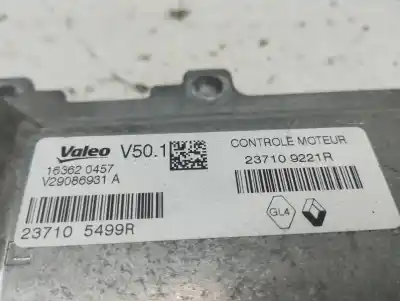 Valeo V50.1
16362 0457
V29086931 A
23710 5499R
CONTROLE MOTEUR
23710 9221R
GL4